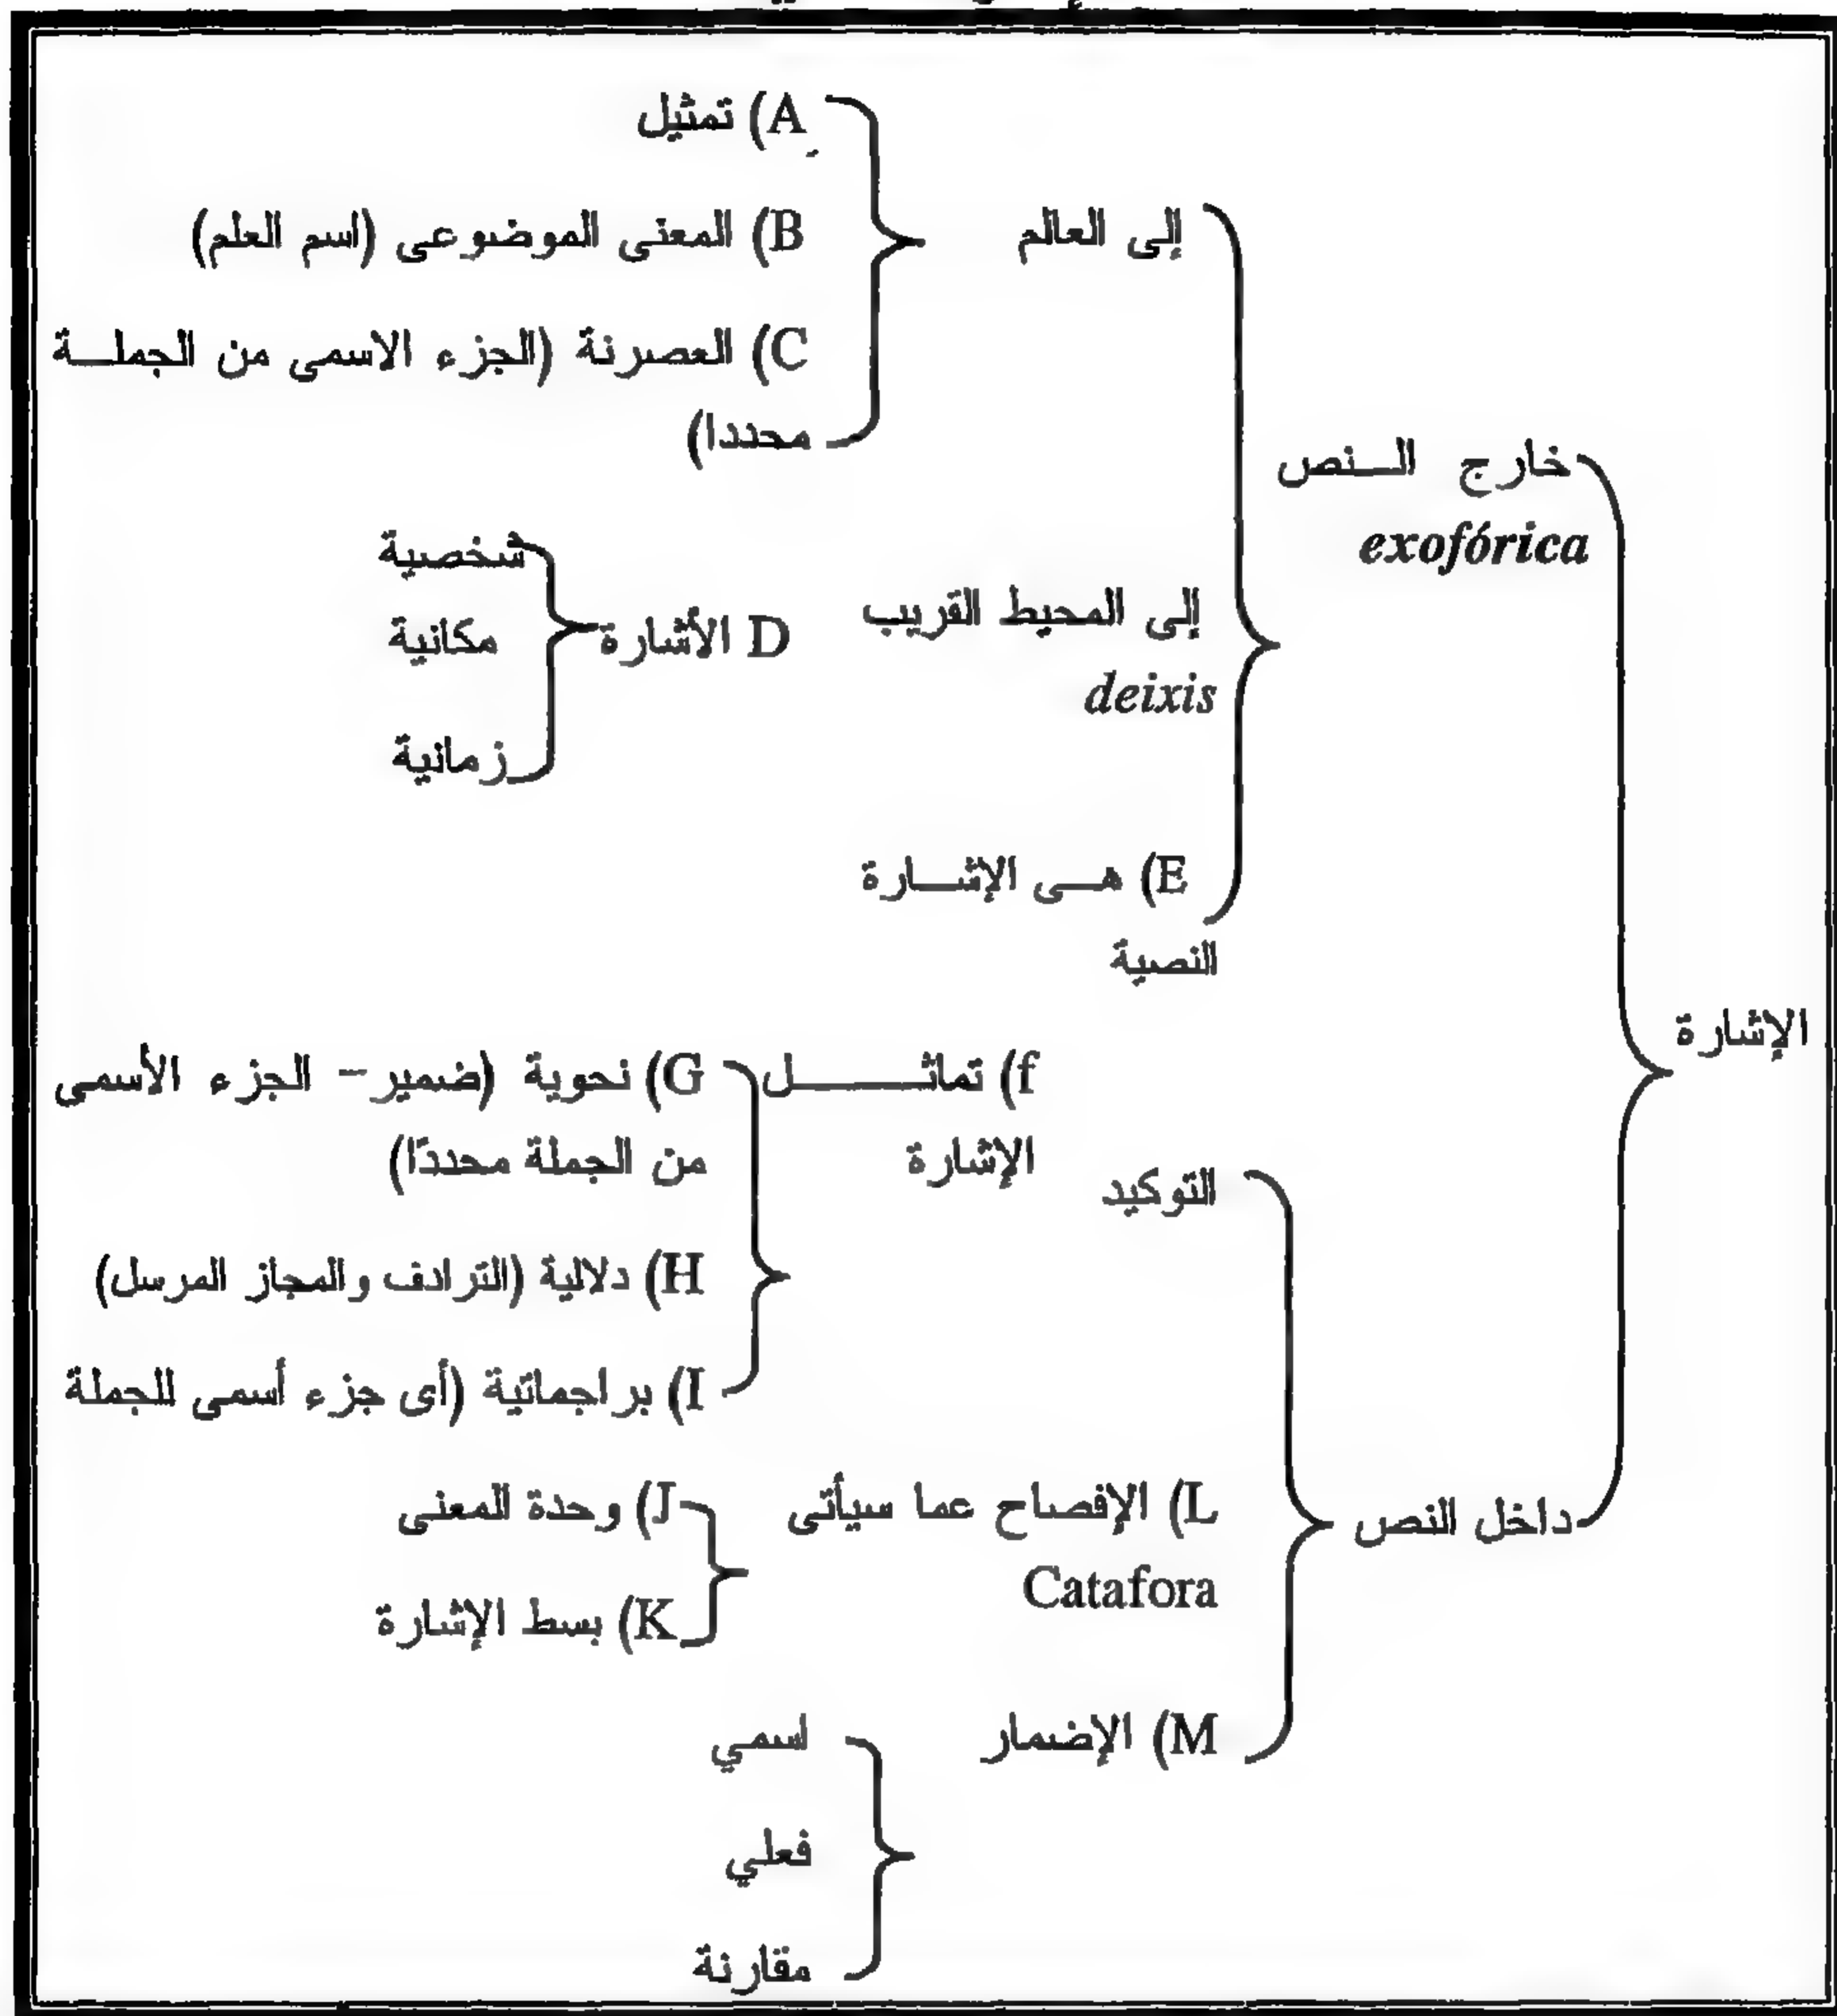 الإشارة
خارج النص
exofórica
إلى العالم
A) تمثيل
B) المعنى الموضوعى (اسم العلم)
C) العصرنة (الجزء الاسمى من الجملة
محددا)
إلى المحيط القريب
deixis
D الأشارة
شخصية
مكانية
زمانية
E) هى الإشارة
النصية
داخل النص
التوكيد
f) تماثل
الإشارة
G) نحوية (ضمير – الجزء الأسمى
من الجملة محددًا)
H) دلالية (الترادف والمجاز المرسل)
I) براجماتية (أى جزء أسمى للجملة
L) الإفصاح عما سيأتى
Catafora
J) وحدة المعنى
K) بسط الإشارة
M) الإضمار
اسمي
فعلي
مقارنة